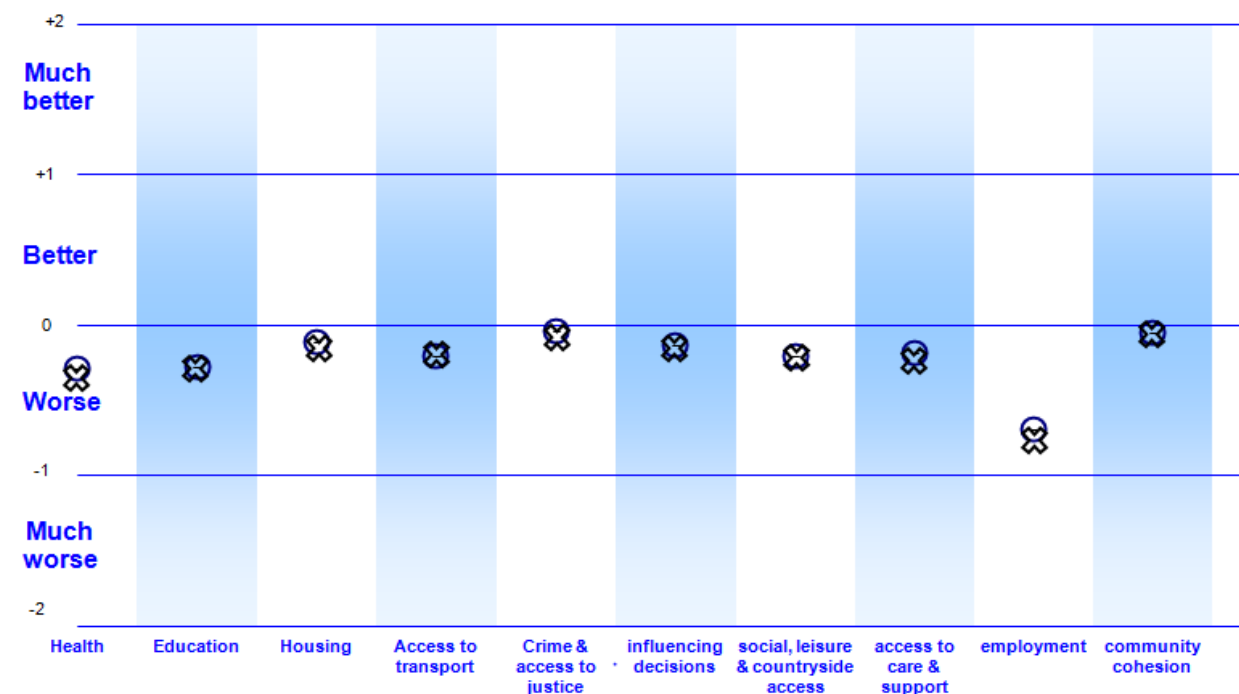 +2
Much
better
+1
Better
0
Worse
-1
Much
worse
-2
Health
Education
Housing
Access to
transport
Crime &
access to
justice
influencing
decisions
social, leisure
& countryside
access
access to
care &
support
employment
community
cohesion